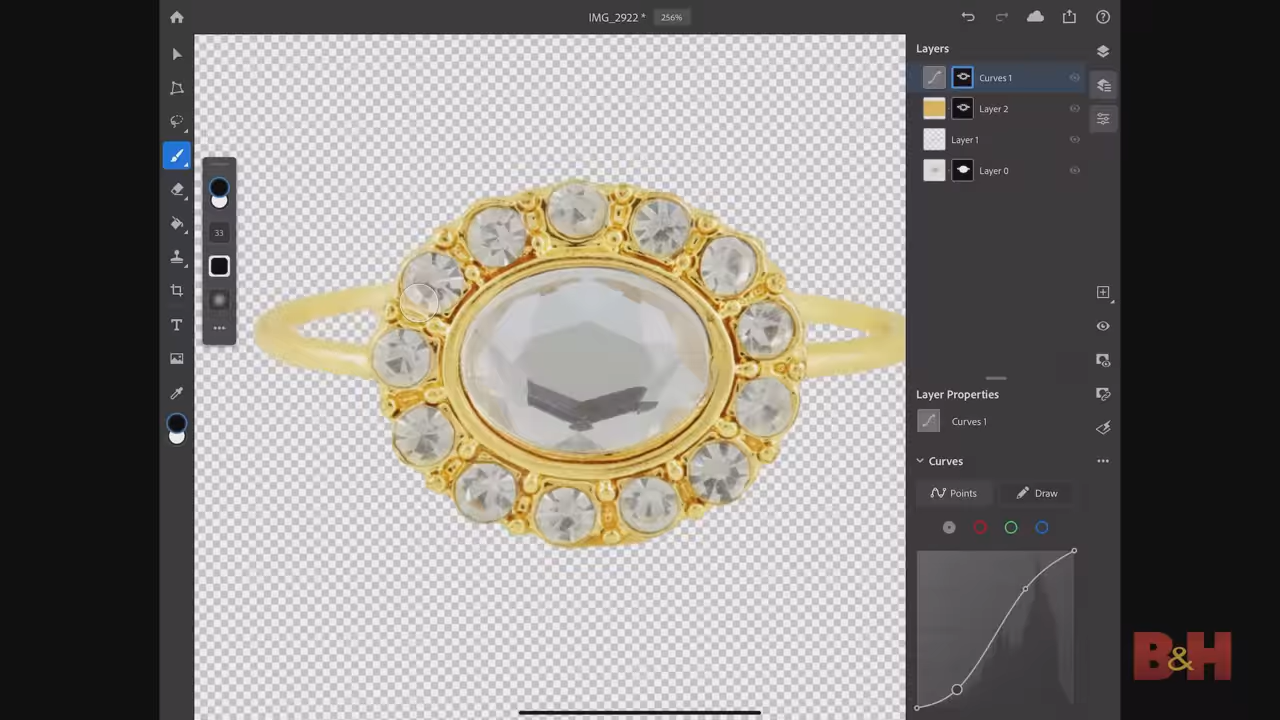 IMG_2922 * 256%
Layers
Curves 1
Layer 2
Layer 1
Layer 0
33
T
Layer Properties
Curves 1
Curves
Points Draw
B&H